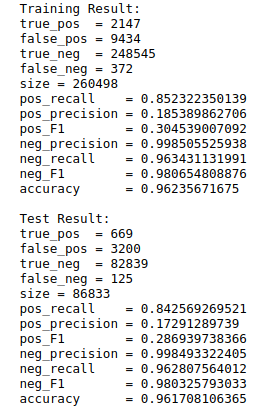 Training Result:
true_pos  = 2147
false_pos = 9434
true_neg  = 248545
false_neg = 372
size = 260498
pos_recall    = 0.852322350139
pos_precision = 0.185389862706
pos_F1        = 0.304539007092
neg_precision = 0.998505525938
neg_recall    = 0.963431131991
neg_F1        = 0.980654808876
accuracy      = 0.96235671675

Test Result:
true_pos  = 669
false_pos = 3200
true_neg  = 82839
false_neg = 125
size = 86833
pos_recall    = 0.842569269521
pos_precision = 0.17291289739
pos_F1        = 0.286939738366
neg_precision = 0.998493322405
neg_recall    = 0.962807564012
neg_F1        = 0.980325793033
accuracy      = 0.961708106365